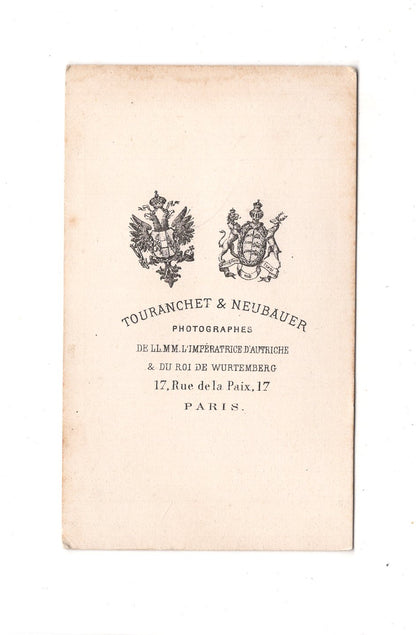 TOURANCHET & NEUBAUER
PHOTOGRAPHES
DE LL.MM. L'IMPÉRATRICE D'AUTRICHE
& DU ROI DE WURTEMBERG
17, Rue de la Paix, 17
PARIS.